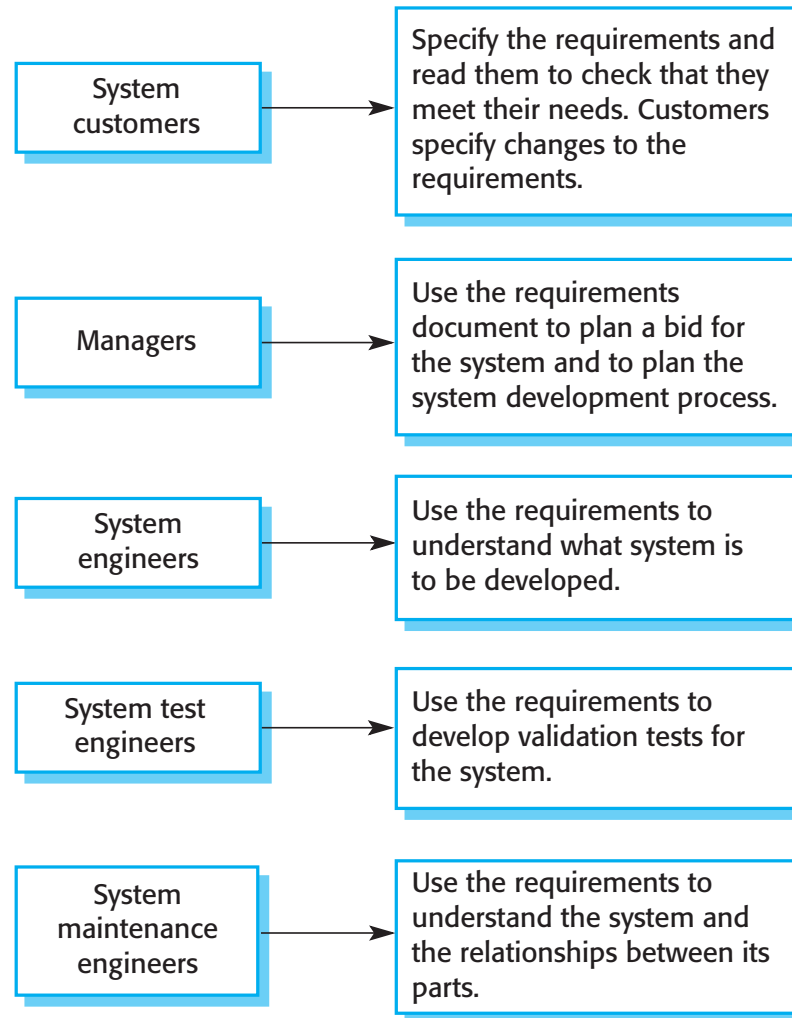 System
customers
Specify the requirements and
read them to check that they
meet their needs. Customers
specify changes to the
requirements.
Managers
Use the requirements
document to plan a bid for
the system and to plan the
system development process.
System
engineers
Use the requirements to
understand what system is
to be developed.
System test
engineers
Use the requirements to
develop validation tests for
the system.
System
maintenance
engineers
Use the requirements to
understand the system and
the relationships between its
parts.